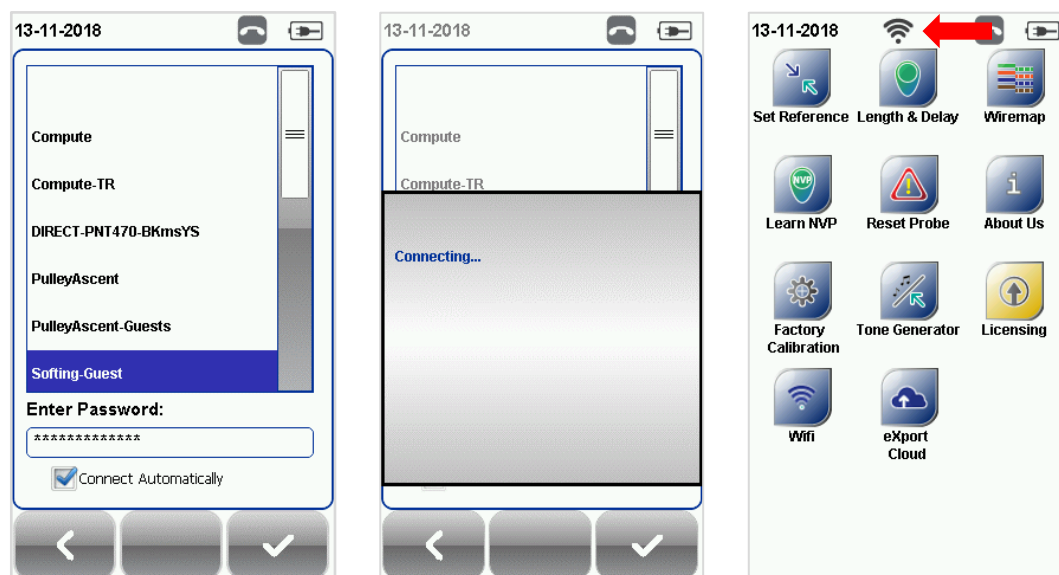 13-11-2018
Compute
Compute-TR
DIRECT-PNT470-BKmsYS
PulleyAscent
PulleyAscent-Guests
Softing-Guest
Enter Password:
*************
Connect Automatically
13-11-2018
Compute
Compute-TR
Connecting...
13-11-2018
Set Reference
Length & Delay
Wiremap
NVP
Learn NVP
Reset Probe
i
About Us
Factory
Calibration
Tone Generator
Licensing
Wifi
eXport
Cloud